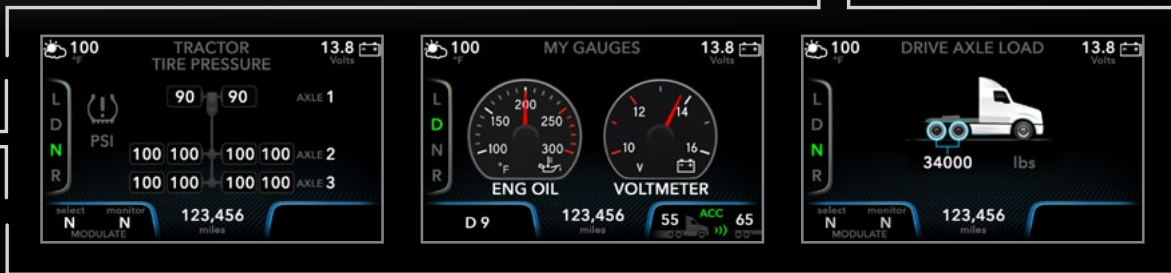 100 °F TRACTOR TIRE PRESSURE 13.8 Volts
L
D
N
R
PSI
90 90 AXLE 1
100 100 100 100 AXLE 2
100 100 100 100 AXLE 3
select N monitor N
MODULATE
123,456
miles
100 °F MY GAUGES 13.8 Volts
L
D
N
R
100 150 200 250 300
°F
ENG OIL
10 12 14 16
V
VOLTMETER
D 9
123,456
miles
55 ACC 65
100 °F DRIVE AXLE LOAD 13.8 Volts
L
D
N
R
34000 lbs
select N monitor N
MODULATE
123,456
miles